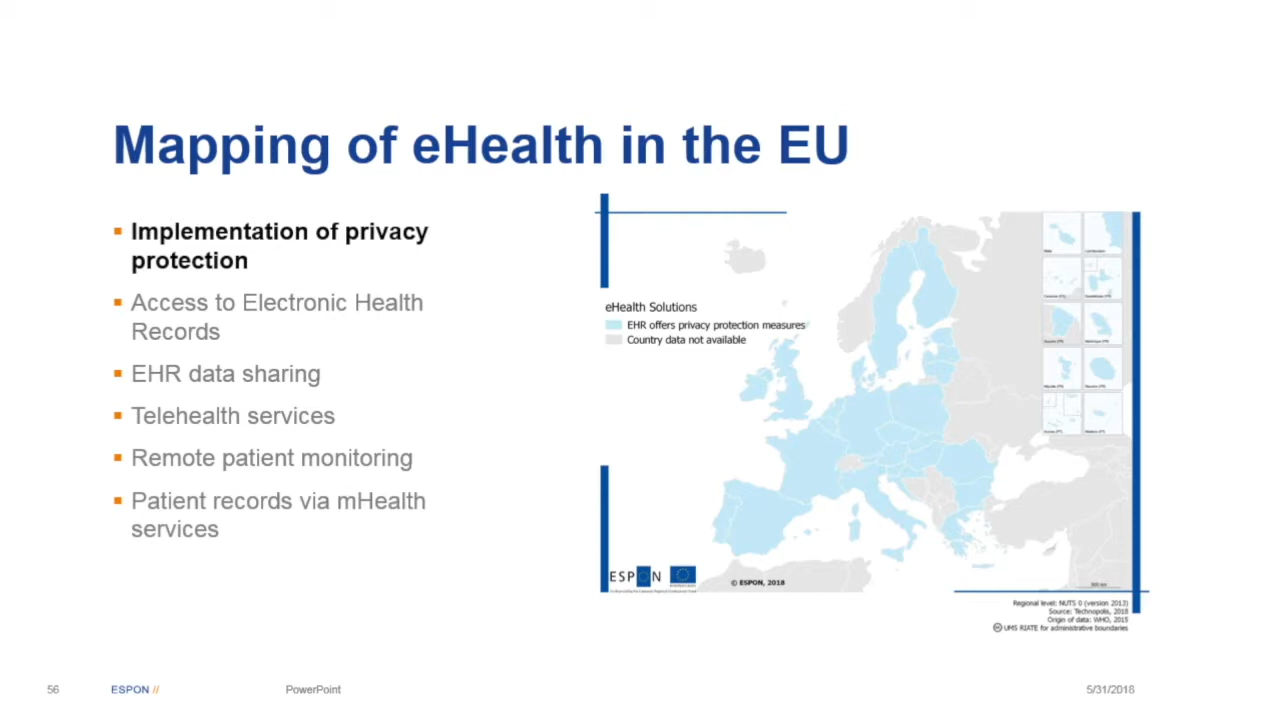 Mapping of eHealth in the EU
▪ Implementation of privacy
protection
▪ Access to Electronic Health
Records
▪ EHR data sharing
▪ Telehealth services
▪ Remote patient monitoring
▪ Patient records via mHealth
services
eHealth Solutions
EHR offers privacy protection measures
Country data not available
ESPON
© ESPON, 2018
Regional level: NUTS 0 (version 2013)
Source: Technopolis, 2018
Origin of data: WHO, 2015
UMS RIATE for administrative boundaries
56
ESPON //
PowerPoint
5/31/2018